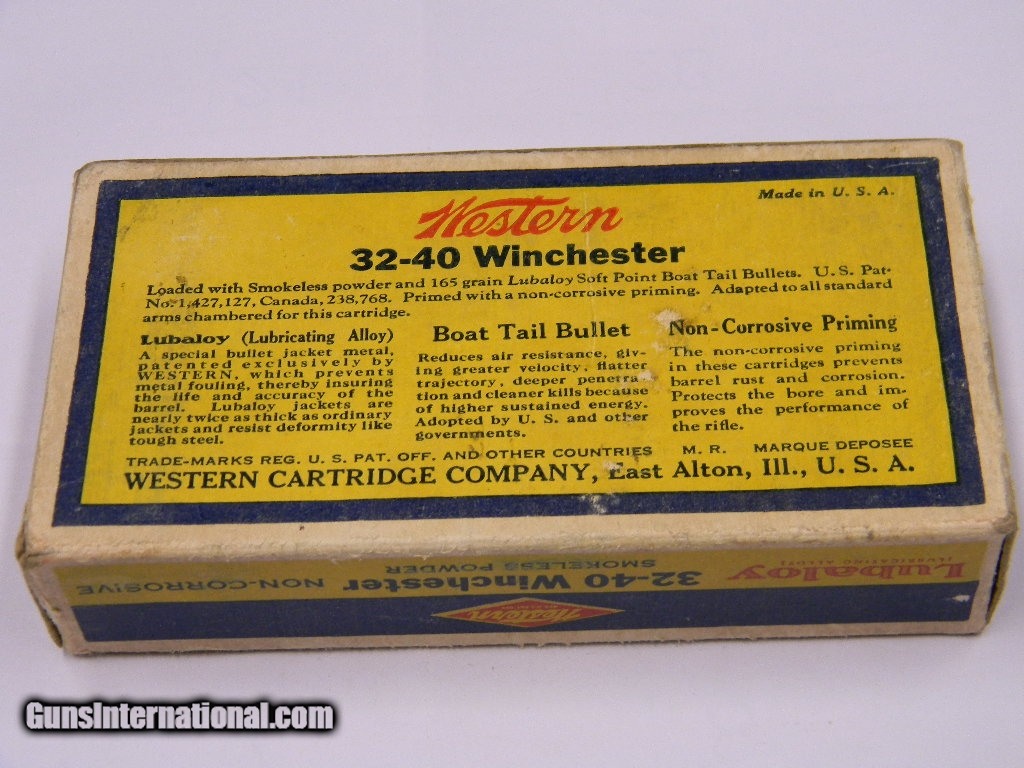 Western
Made in U. S. A.
32-40 Winchester
Loaded with Smokeless powder and 165 grain Lubaloy Soft Point Boat Tail Bullets. U. S. Pat.
No. 1,427,127, Canada, 238,768. Primed with a non-corrosive priming. Adapted to all standard
arms chambered for this cartridge.
Lubaloy (Lubricating Alloy)
A special bullet jacket metal,
patented exclusively by
WESTERN, which prevents
metal fouling, thereby insuring
the life and accuracy of the
barrel. Lubaloy jackets are
nearly twice as thick as ordinary
jackets and resist deformity like
tough steel.
Boat Tail Bullet
Reduces air resistance, giv-
ing greater velocity, flatter
trajectory, deeper penetra-
tion and cleaner kills because
of higher sustained energy.
Adopted by U. S. and other
governments.
Non-Corrosive Priming
The non-corrosive priming
in these cartridges prevents
barrel rust and corrosion.
Protects the bore and im-
proves the performance of
the rifle.
TRADE-MARKS REG. U. S. PAT. OFF. AND OTHER COUNTRIES M. R. MARQUE DEPOSEE
WESTERN CARTRIDGE COMPANY, East Alton, Ill., U. S. A.
Western
Lubaloy
(LUBRICATING ALLOY)
32-40 Winchester
SMOKELESS POWDER
NON-CORROSIVE
GunsInternational.com